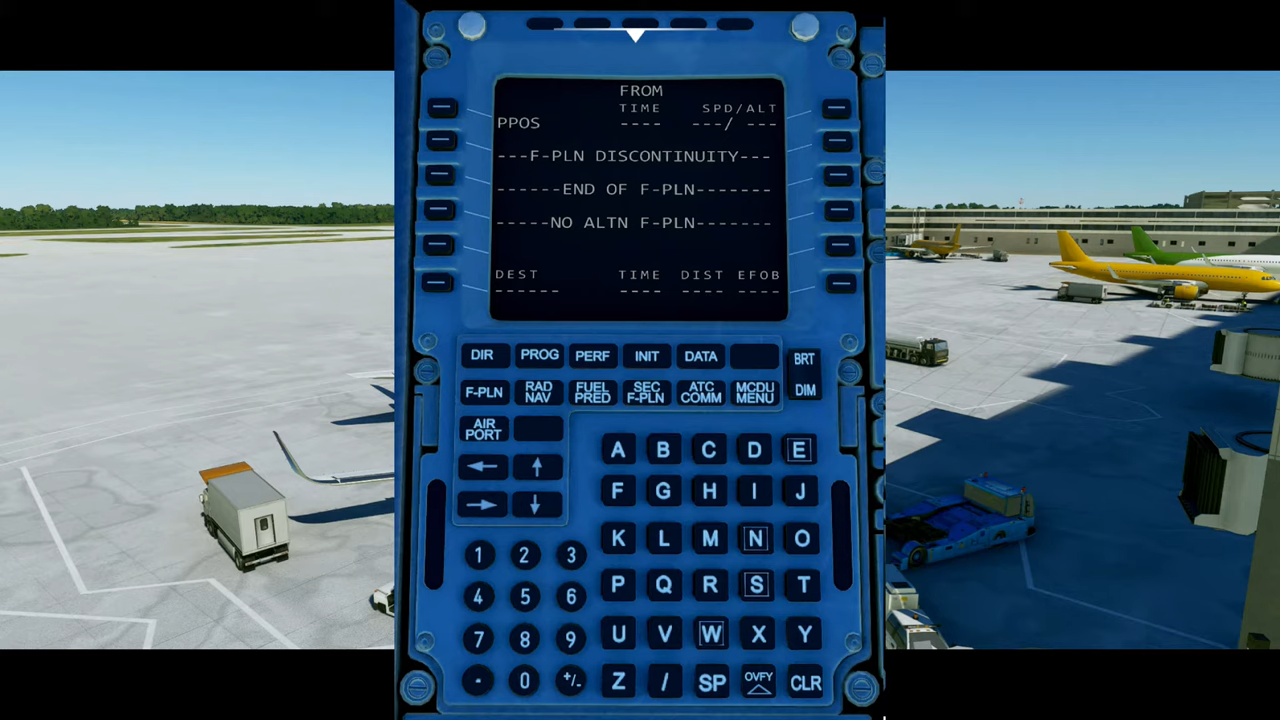 FROM
TIME SPD/ALT
PPOS ---- ---/ ---
---F-PLN DISCONTINUITY---
------END OF F-PLN-------
-----NO ALTN F-PLN-------
DEST TIME DIST EFOB
------ ---- ---- ----
DIR PROG PERF INIT DATA
BRT
F-PLN RAD NAV FUEL PRED SEC F-PLN ATC COMM MCDU MENU
DIM
AIR PORT
← ↑
→ ↓
A B C D E
F G H I J
K L M N O
1 2 3
P Q R S T
4 5 6
U V W X Y
7 8 9
Z / SP OVFY CLR
. 0 +/-